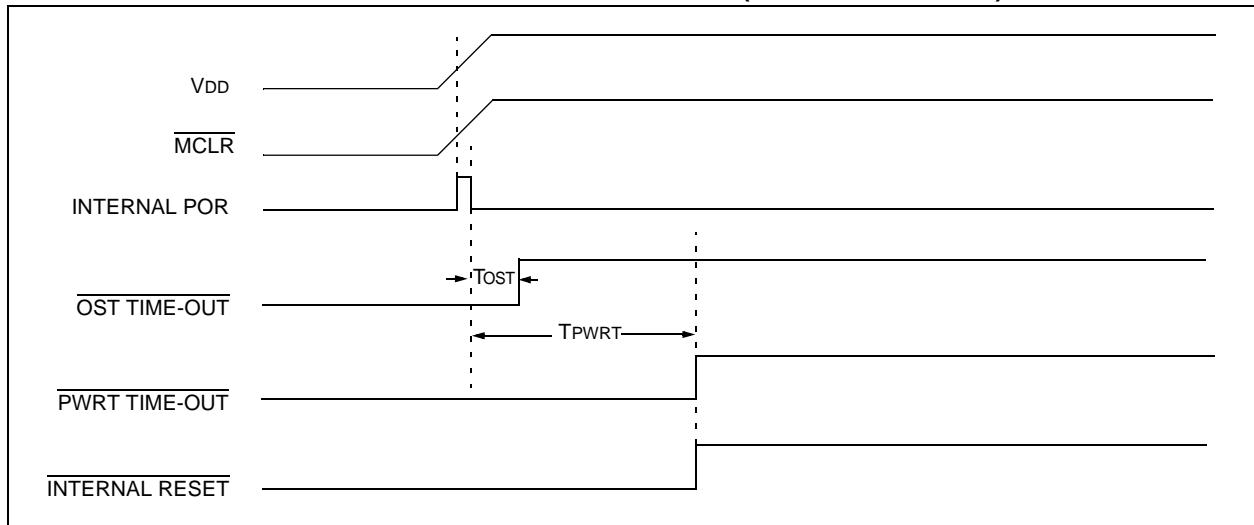 VDD
MCLR
INTERNAL POR
TOST
OST TIME-OUT
TPWRT
PWRT TIME-OUT
INTERNAL RESET